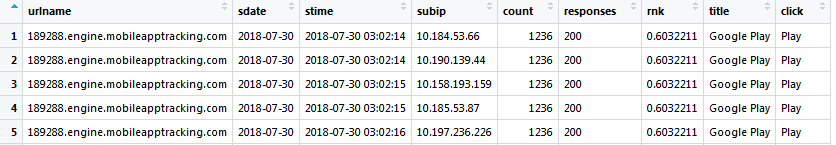 urlname sdate stime subip count responses rnk title click
1 189288.engine.mobileapptracking.com 2018-07-30 2018-07-30 03:02:14 10.184.53.66 1236 200 0.6032211 Google Play Play
2 189288.engine.mobileapptracking.com 2018-07-30 2018-07-30 03:02:14 10.190.139.44 1236 200 0.6032211 Google Play Play
3 189288.engine.mobileapptracking.com 2018-07-30 2018-07-30 03:02:15 10.158.193.159 1236 200 0.6032211 Google Play Play
4 189288.engine.mobileapptracking.com 2018-07-30 2018-07-30 03:02:15 10.185.53.87 1236 200 0.6032211 Google Play Play
5 189288.engine.mobileapptracking.com 2018-07-30 2018-07-30 03:02:16 10.197.236.226 1236 200 0.6032211 Google Play Play